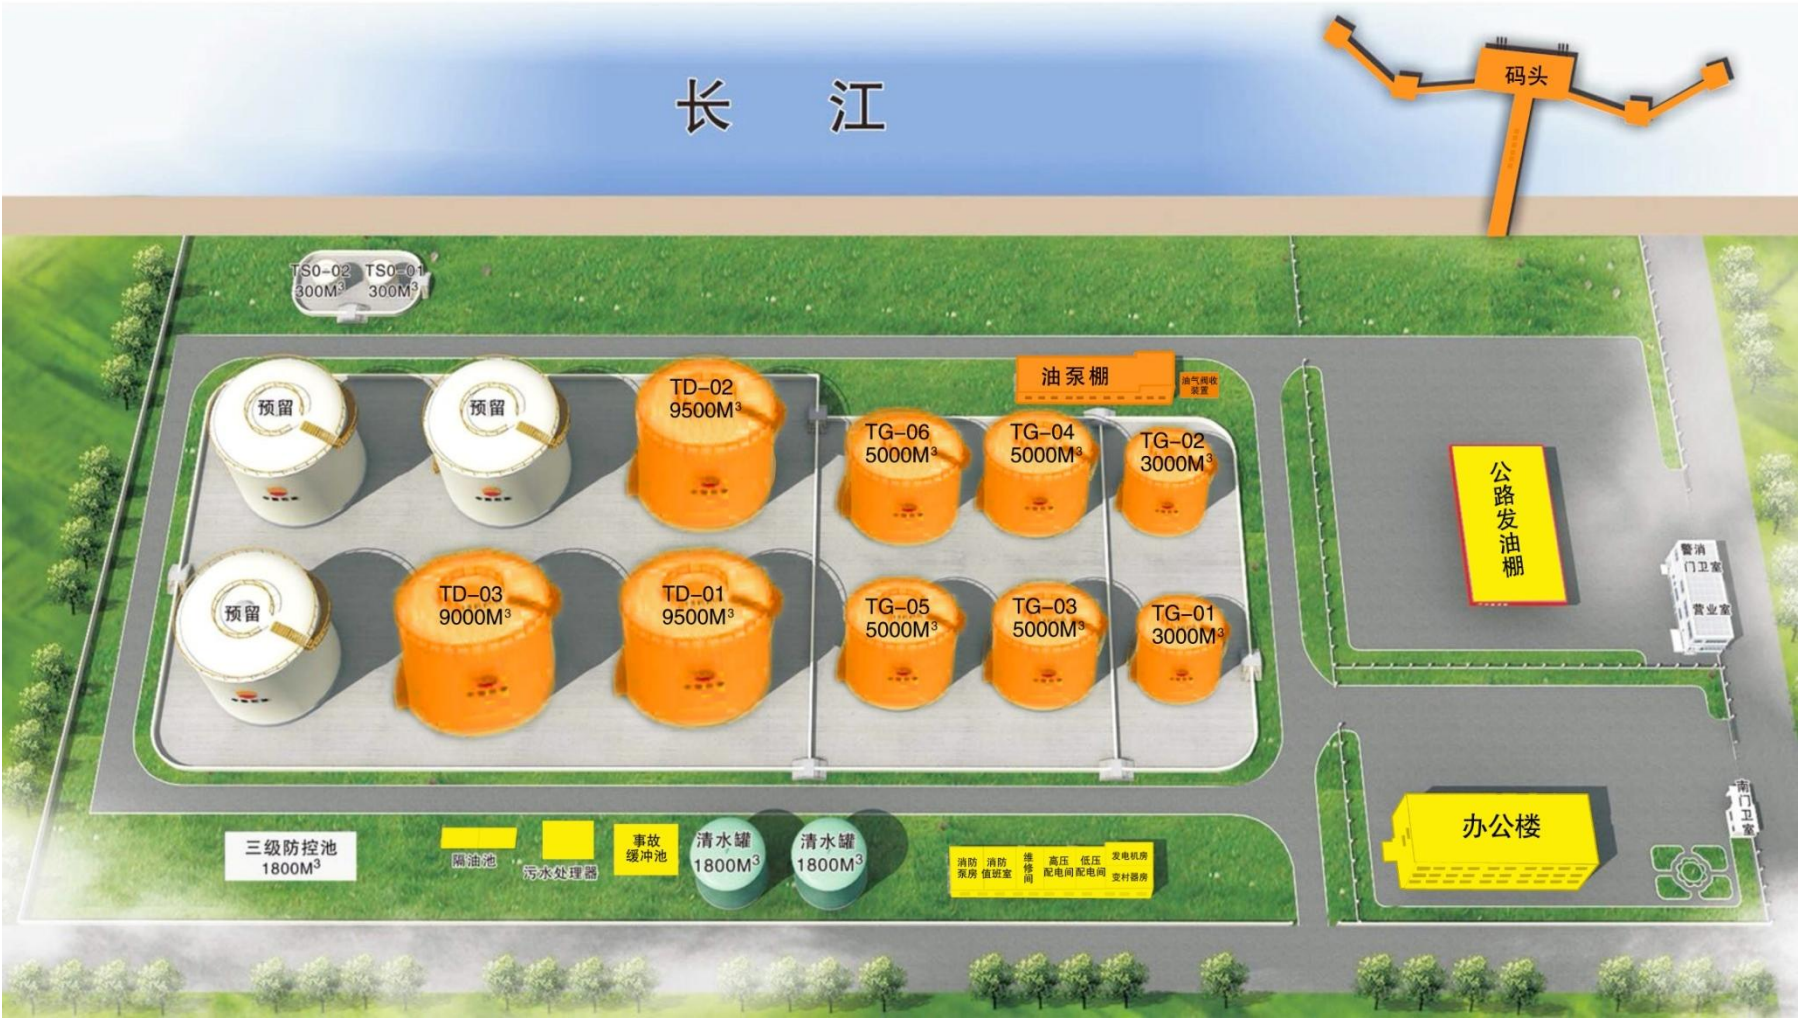 长 江
码头
TS0-02
300M³
TS0-01
300M³
预留
预留
TD-02
9500M³
TG-06
5000M³
TG-04
5000M³
TG-02
3000M³
油泵棚
油气阀收
装置
公路发油棚
警消
门卫室
营业室
预留
TD-03
9000M³
TD-01
9500M³
TG-05
5000M³
TG-03
5000M³
TG-01
3000M³
三级防控池
1800M³
隔油池
污水处理器
事故
缓冲池
清水罐
1800M³
清水罐
1800M³
消防
泵房
消防
值班室
维修间
高压
配电间
低压
配电间
发电机房
变村器房
办公楼
南门卫室